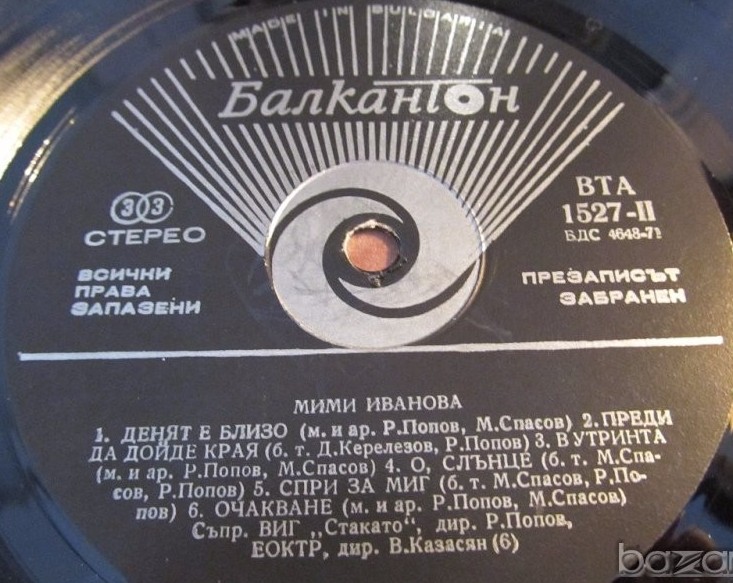 MADE IN BULGARIA
Балкантон
33
СТЕРЕО
ВСИЧКИ
ПРАВА
ЗАПАЗЕНИ
ВТА
1527-II
БДС 4648-71
ПРЕЗАПИСЪТ
ЗАБРАНЕН
МИМИ ИВАНОВА
1. ДЕНЯТ Е БЛИЗО (м. и ар. Р.Попов, М.Спасов) 2. ПРЕДИ
ДА ДОЙДЕ КРАЯ (б. т. Д.Керелезов, Р.Попов) 3. В УТРИНТА
(м. и ар. Р.Попов, М.Спасов) 4. О, СЛЪНЦЕ (б. т. М.Спа-
сов, Р.Попов) 5. СПРИ ЗА МИГ (б. т. М.Спасов, Р.По-
пов) 6. ОЧАКВАНЕ (м. и ар. Р.Попов, М.Спасов)
Съпр. ВИГ „Стакато", дир. Р.Попов,
ЕОКТР, дир. В.Казасян (6)
bazar